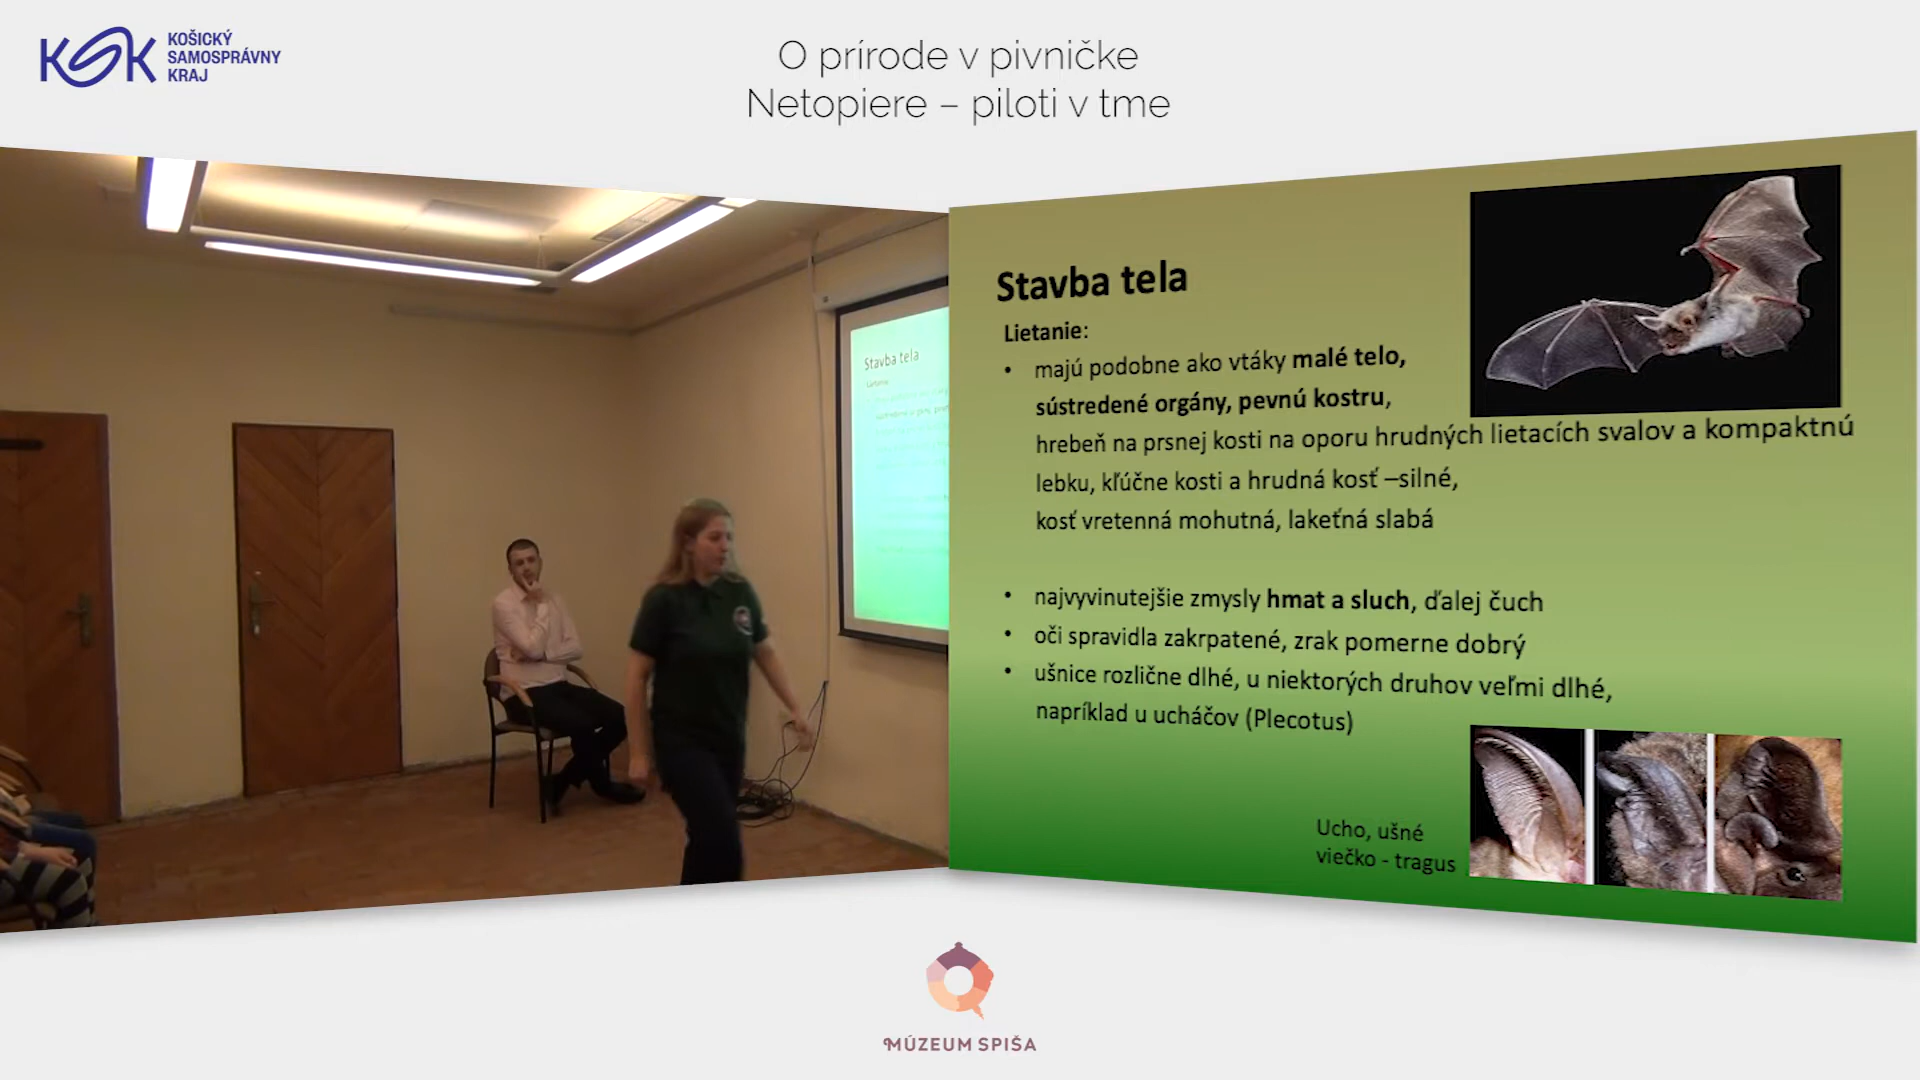 KSK
KOŠICKÝ
SAMOSPRÁVNY
KRAJ
O prírode v pivničke
Netopiere – piloti v tme
Stavba tela
Stavba tela
Lietanie:
• majú podobne ako vtáky malé telo,
sústredené orgány, pevnú kostru,
hrebeň na prsnej kosti na oporu hrudných lietacích svalov a kompaktnú
lebku, kľúčne kosti a hrudná kosť –silné,
kosť vretenná mohutná, lakeťná slabá
• najvyvinutejšie zmysly hmat a sluch, ďalej čuch
• oči spravidla zakrpatené, zrak pomerne dobrý
• ušnice rozlične dlhé, u niektorých druhov veľmi dlhé,
napríklad u ucháčov (Plecotus)
Ucho, ušné
viečko - tragus
MÚZEUM SPIŠA